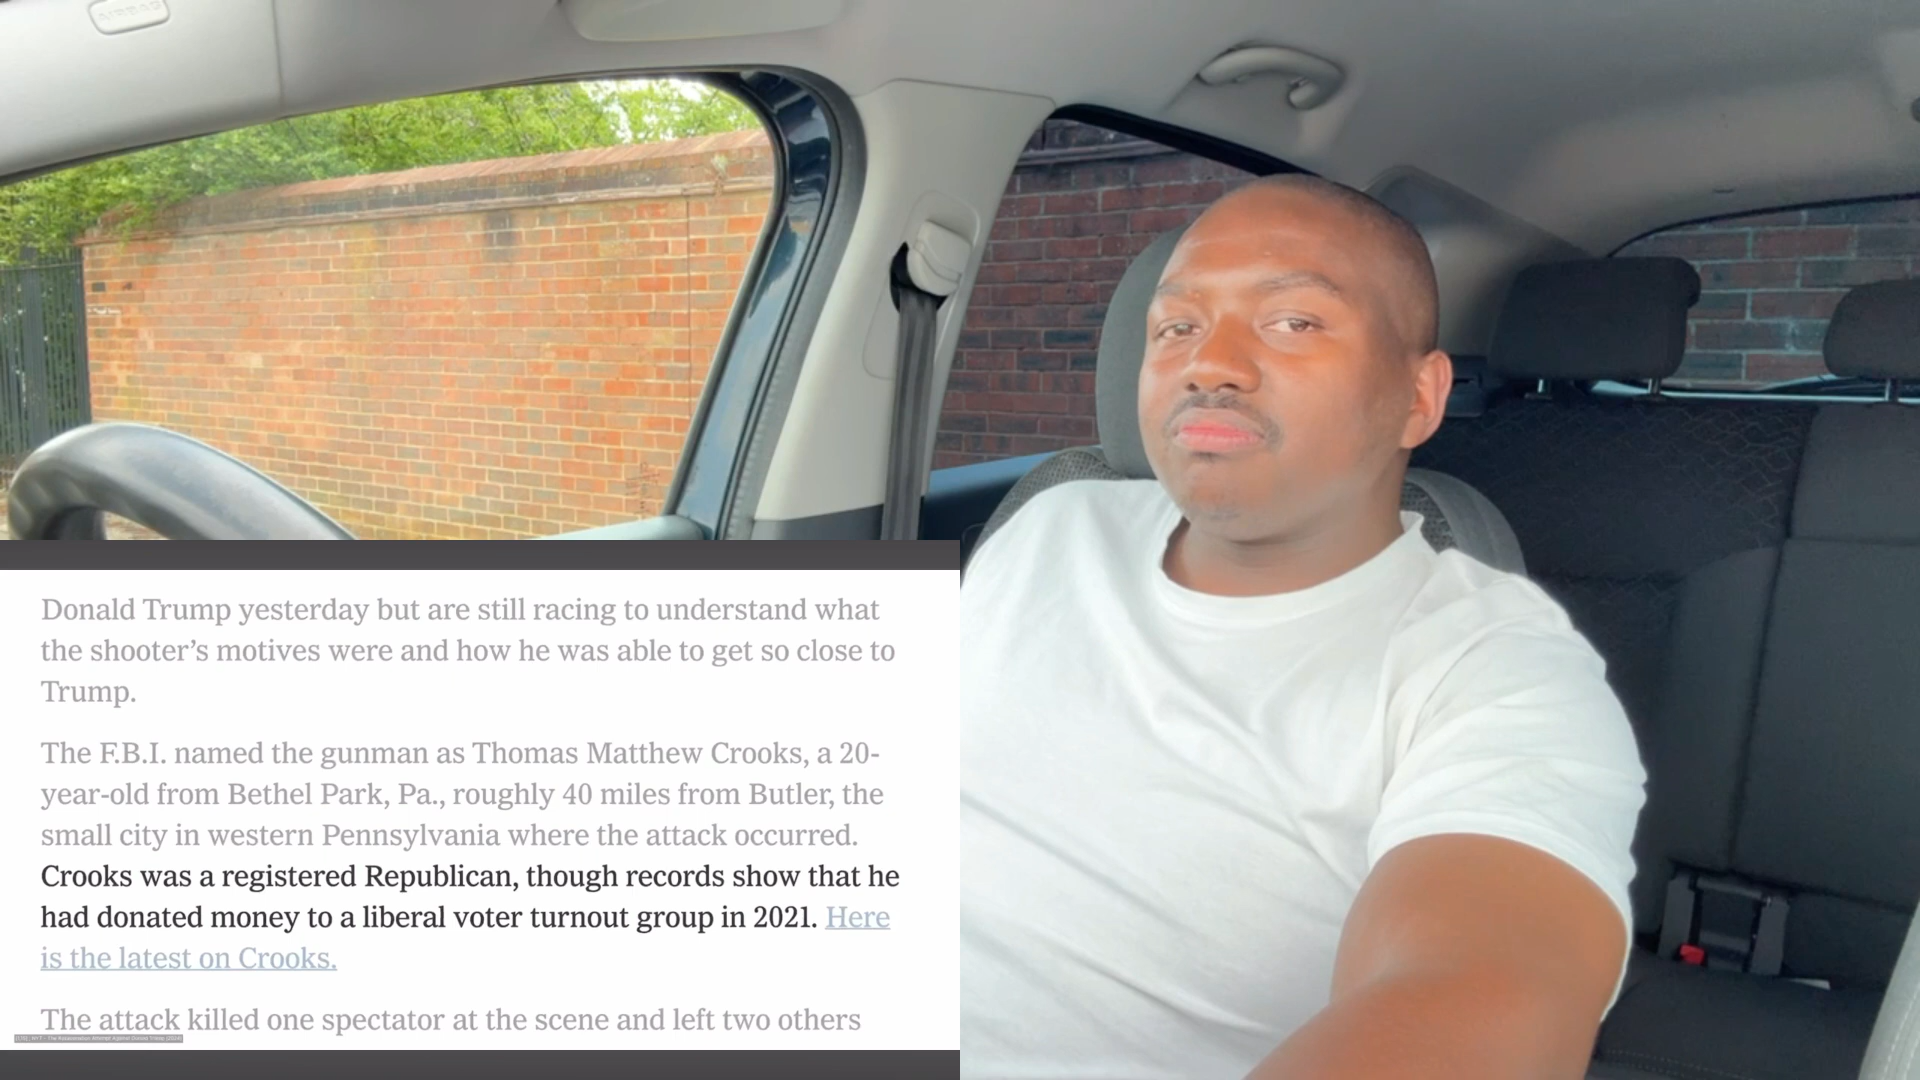 AIRBAG
Donald Trump yesterday but are still racing to understand what
the shooter’s motives were and how he was able to get so close to
Trump.
The F.B.I. named the gunman as Thomas Matthew Crooks, a 20-
year-old from Bethel Park, Pa., roughly 40 miles from Butler, the
small city in western Pennsylvania where the attack occurred.
Crooks was a registered Republican, though records show that he
had donated money to a liberal voter turnout group in 2021. Here
is the latest on Crooks.
The attack killed one spectator at the scene and left two others